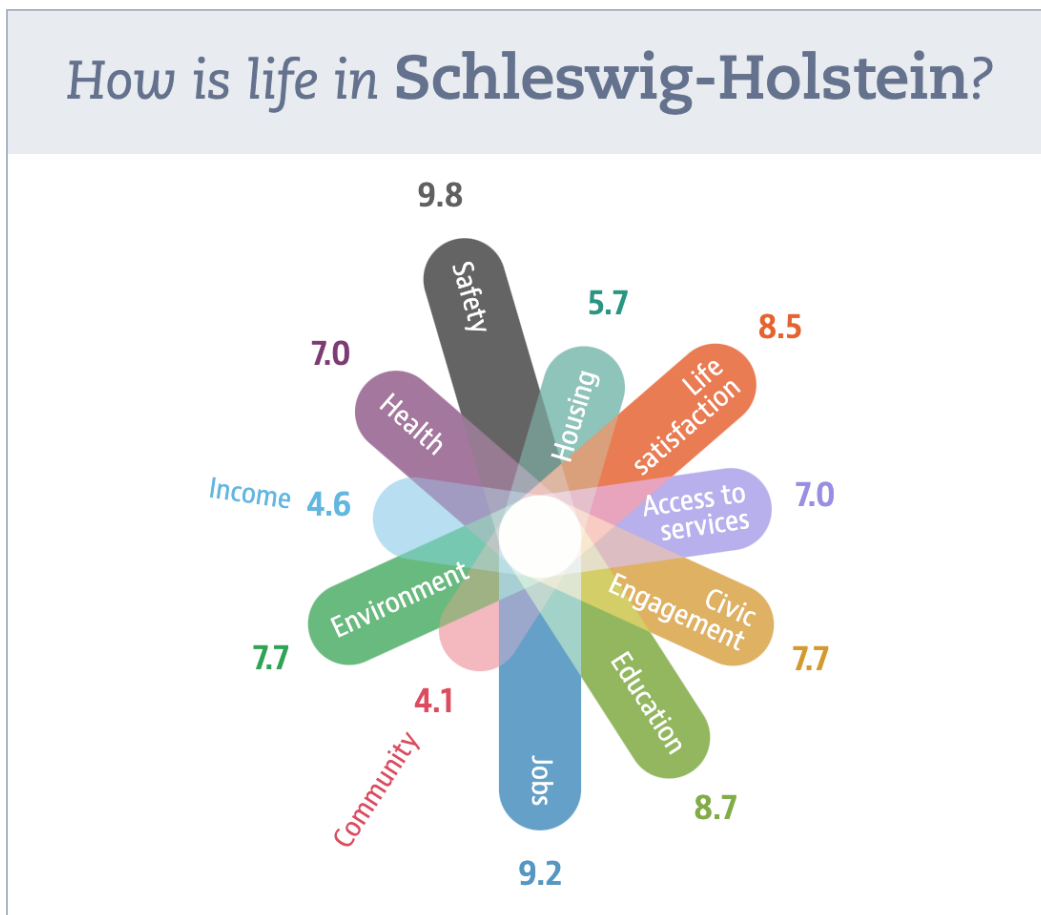 How is life in Schleswig-Holstein?
9.8
Safety
5.7
Housing
8.5
Life
satisfaction
7.0
Access to
services
7.7
Civic
Engagement
8.7
Education
9.2
Jobs
4.1
Community
7.7
Environment
Income 4.6
7.0
Health